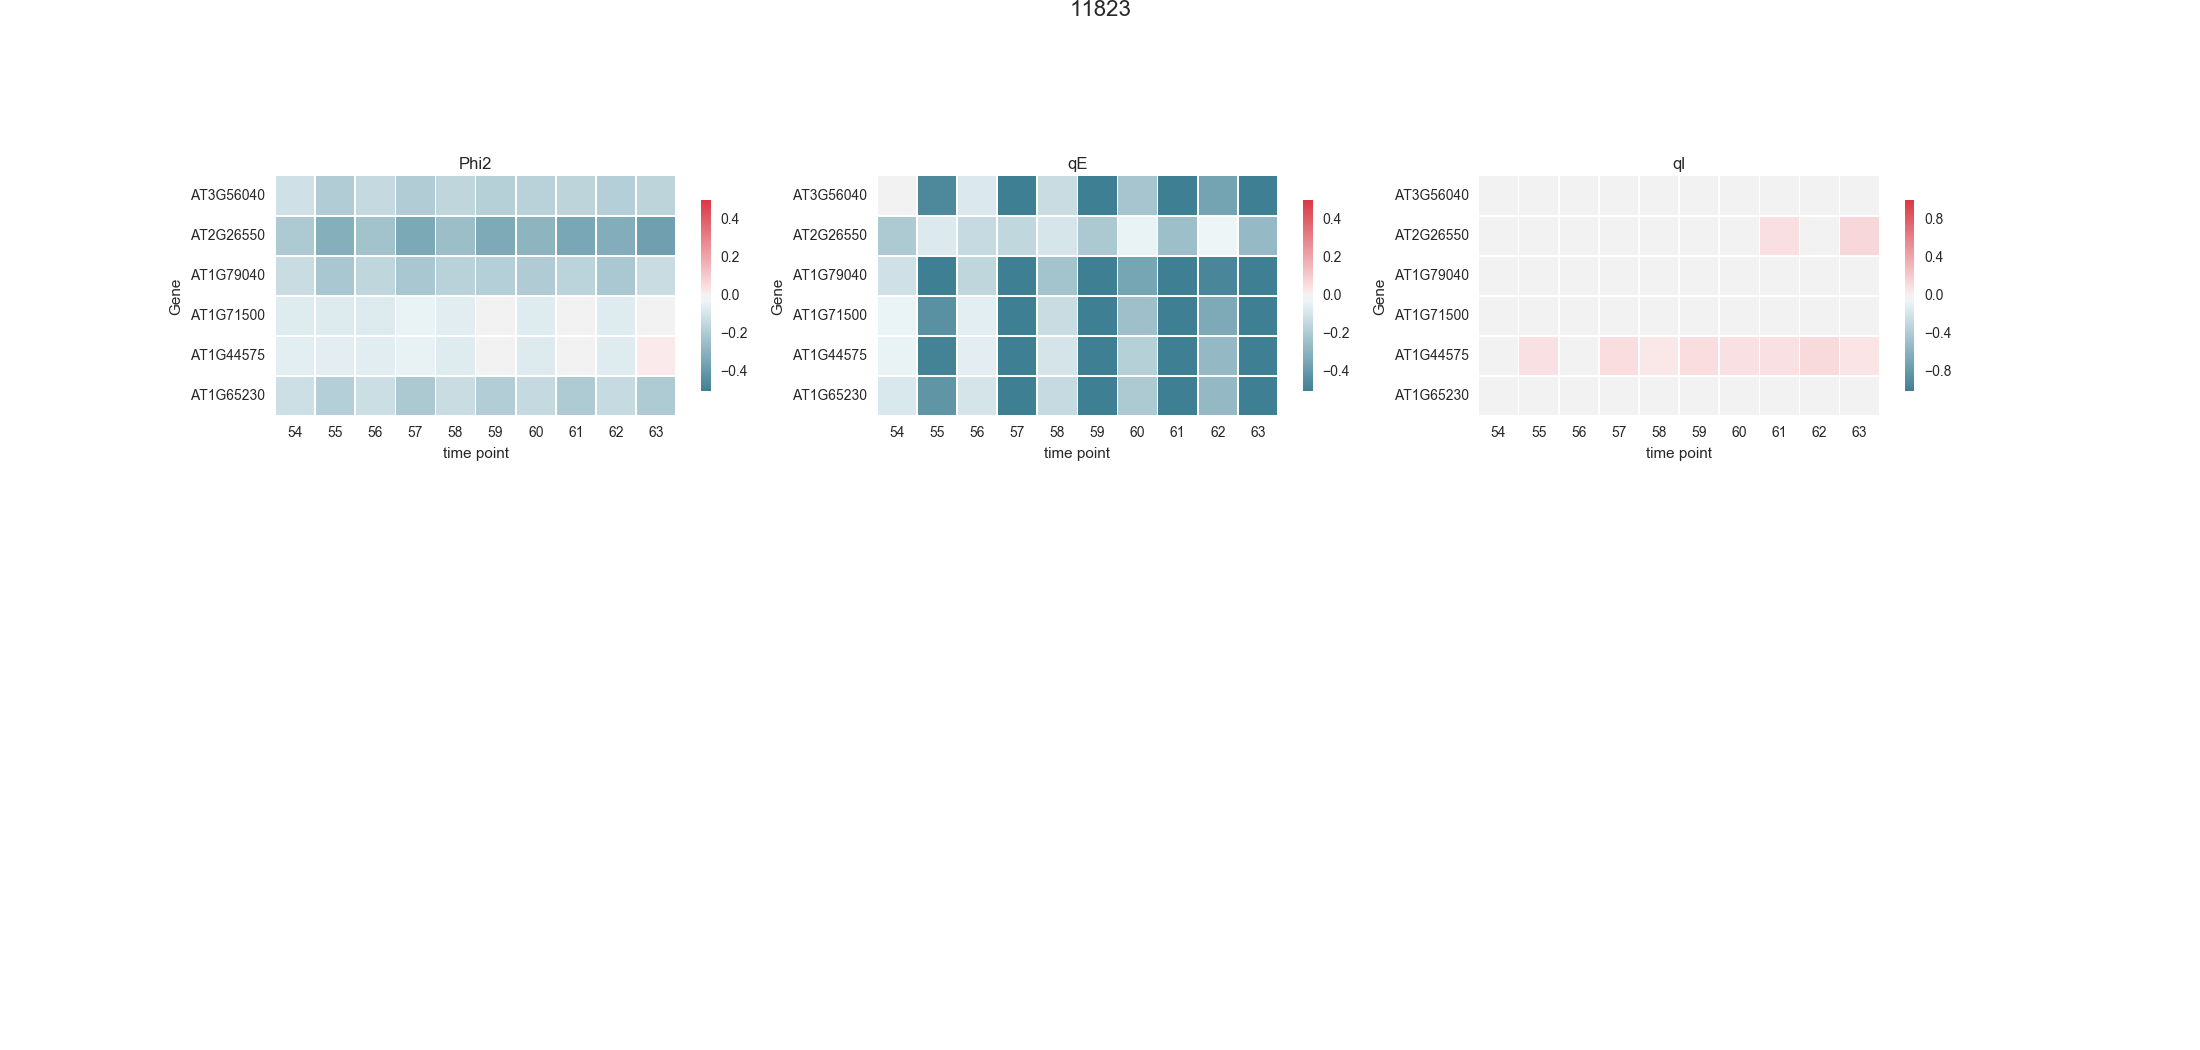 11823
Phi2
Gene
AT3G56040
AT2G26550
AT1G79040
AT1G71500
AT1G44575
AT1G65230
54 55 56 57 58 59 60 61 62 63
time point
0.4
0.2
0.0
−0.2
−0.4
qE
Gene
AT3G56040
AT2G26550
AT1G79040
AT1G71500
AT1G44575
AT1G65230
54 55 56 57 58 59 60 61 62 63
time point
0.4
0.2
0.0
−0.2
−0.4
qI
Gene
AT3G56040
AT2G26550
AT1G79040
AT1G71500
AT1G44575
AT1G65230
54 55 56 57 58 59 60 61 62 63
time point
0.8
0.4
0.0
−0.4
−0.8